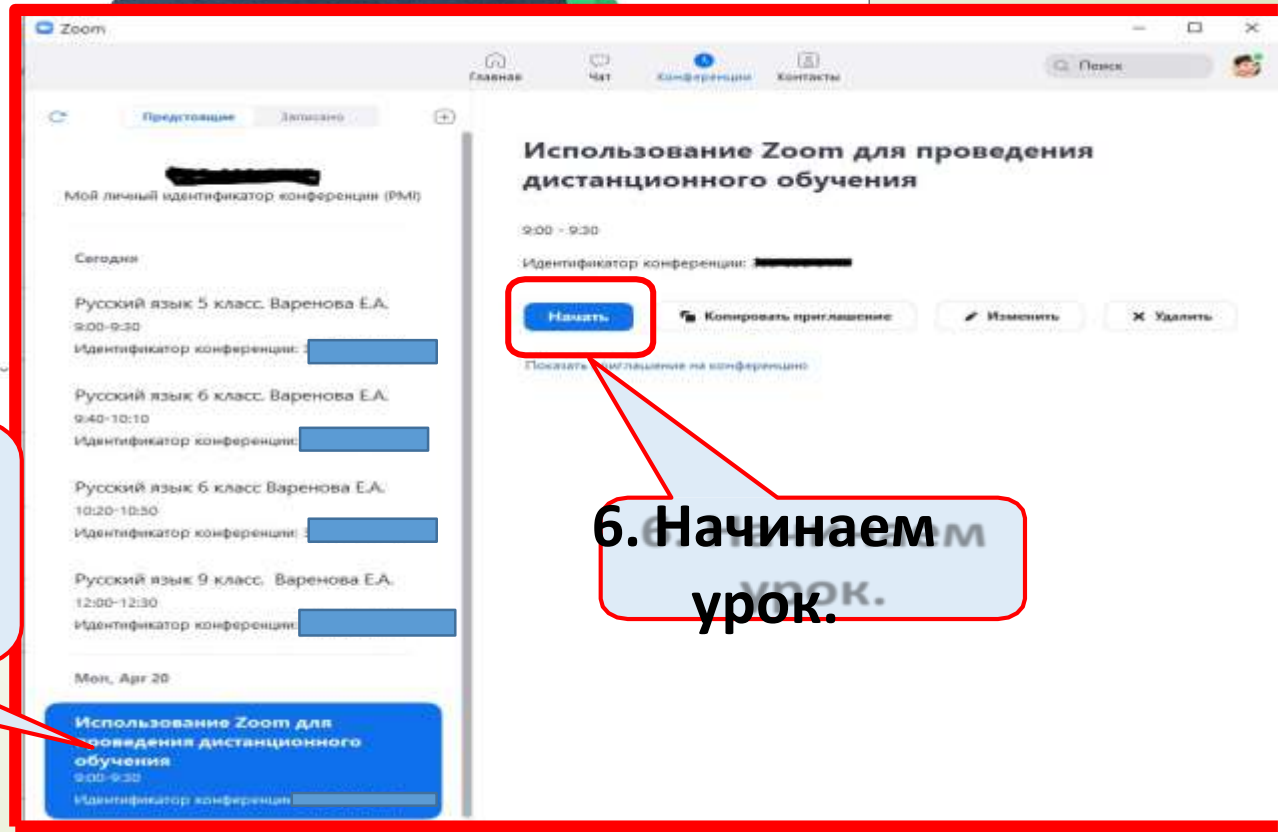 Zoom
Главная
Чат
Конференции
Контакты
Поиск
Предстоящие
Записано
Мой личный идентификатор конференции (PMI)
Сегодня
Русский язык 5 класс. Варенова Е.А.
9:00-9:30
Идентификатор конференции:
Русский язык 6 класс. Варенова Е.А.
9:40-10:10
Идентификатор конференции:
Русский язык 6 класс Варенова Е.А.
10:20-10:50
Идентификатор конференции:
Русский язык 9 класс. Варенова Е.А.
12:00-12:30
Идентификатор конференции:
Mon, Apr 20
Использование Zoom для
проведения дистанционного
обучения
9:00-9:30
Идентификатор конференции
Использование Zoom для проведения
дистанционного обучения
9:00 - 9:30
Идентификатор конференции:
Начать
Копировать приглашение
Изменить
Удалить
Показать приглашение на конференцию
6. Начинаем
урок.